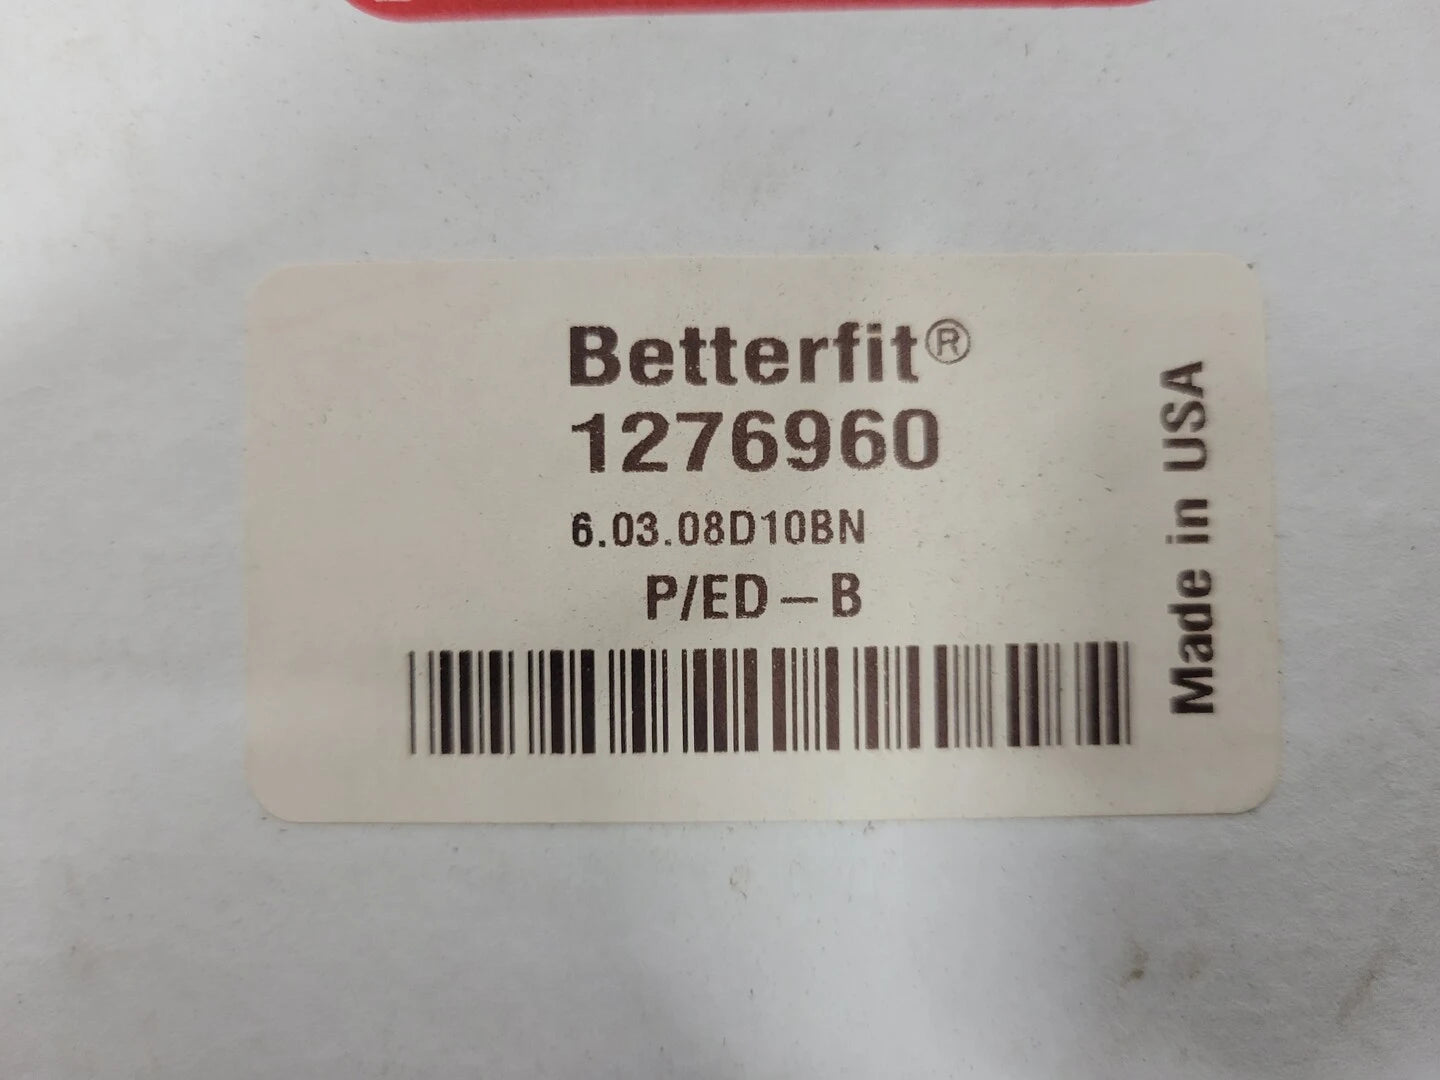 Betterfit®
1276960
6.03.08D10BN
P/ED – B
Made in USA